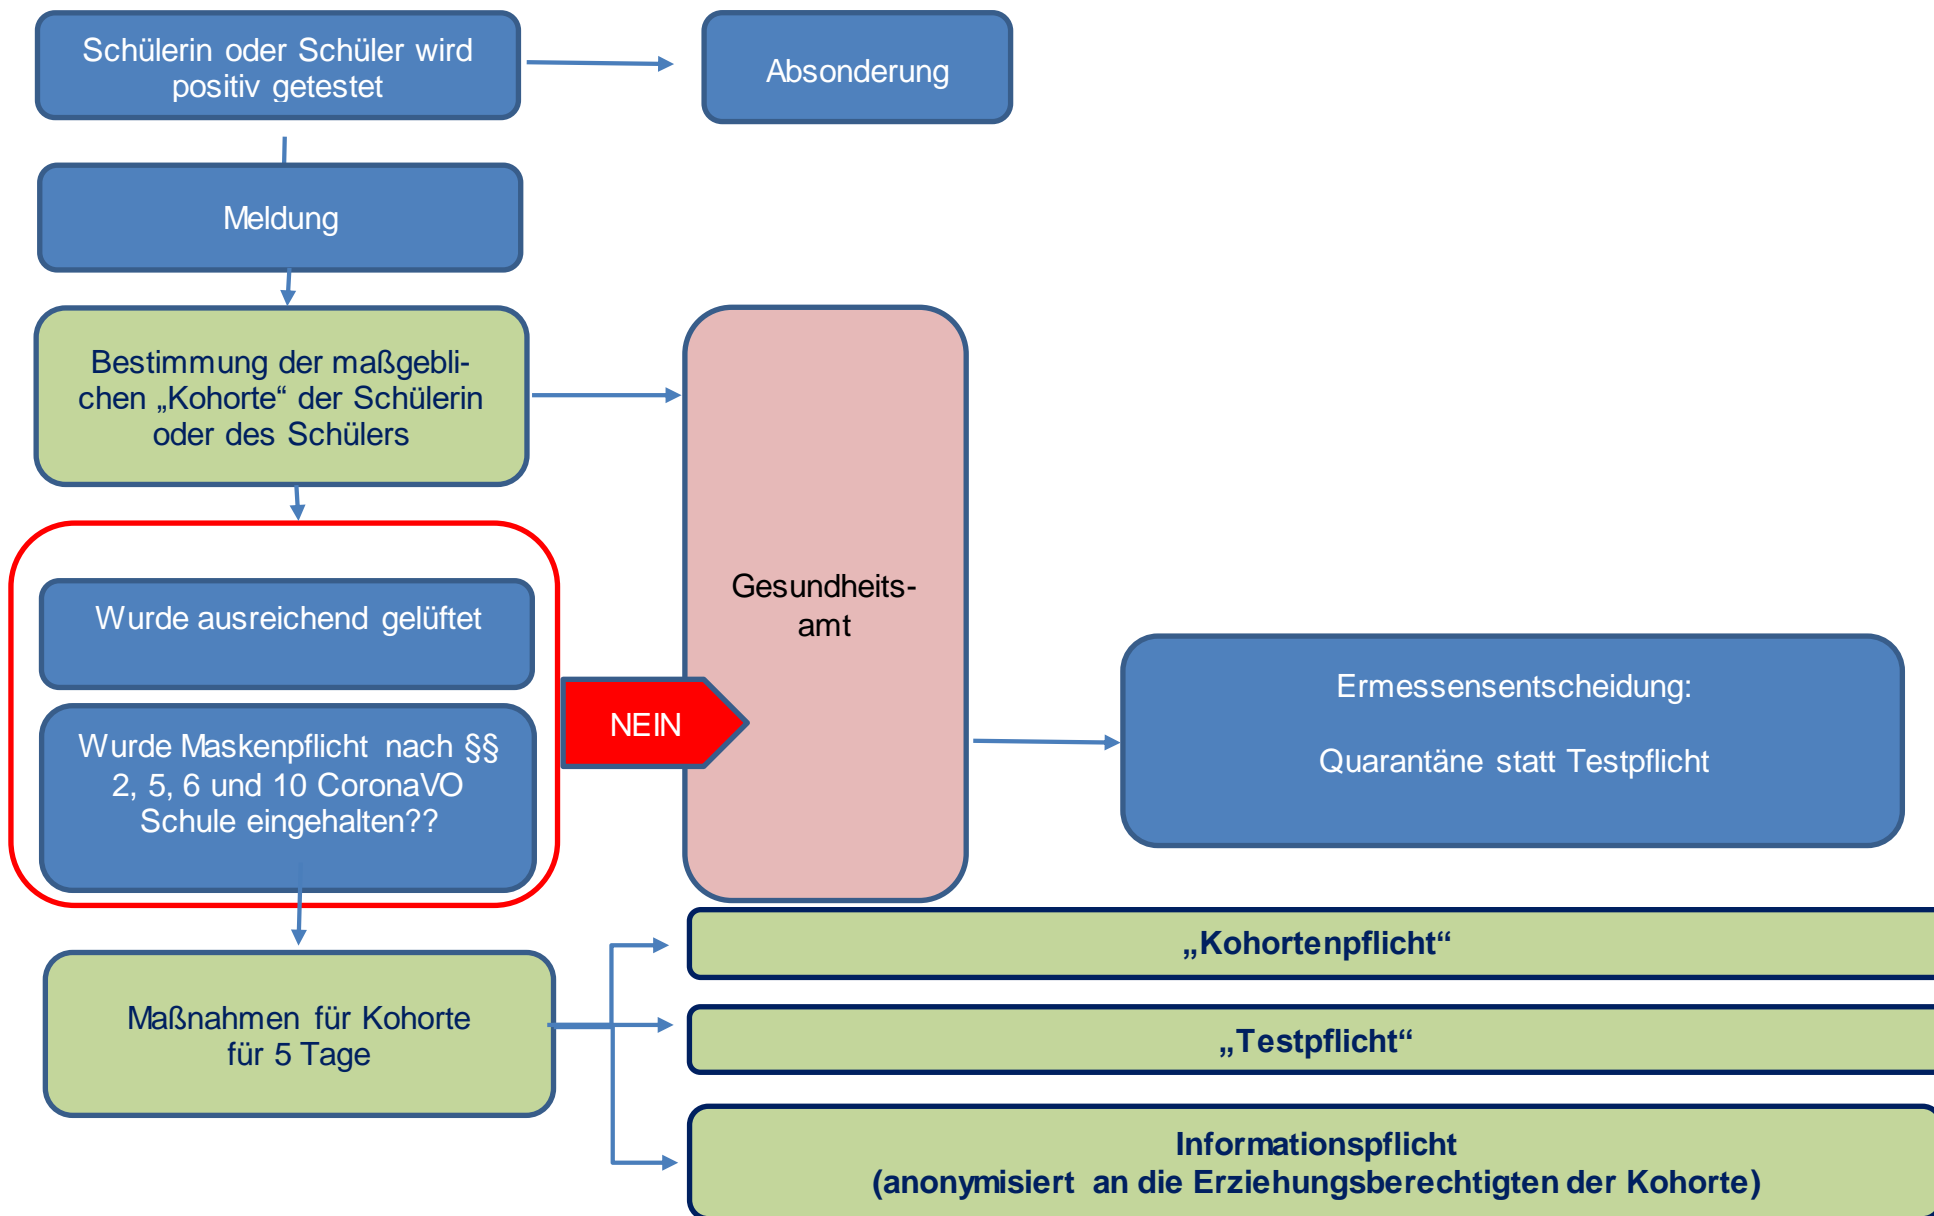 Schülerin oder Schüler wird
positiv getestet
Absonderung
Meldung
Bestimmung der maßgebli-
chen „Kohorte“ der Schülerin
oder des Schülers
Wurde ausreichend gelüftet
Wurde Maskenpflicht nach §§
2, 5, 6 und 10 CoronaVO
Schule eingehalten??
NEIN
Gesundheits-
amt
Ermessensentscheidung:
Quarantäne statt Testpflicht
Maßnahmen für Kohorte
für 5 Tage
„Kohortenpflicht“
„Testpflicht“
Informationspflicht
(anonymisiert an die Erziehungsberechtigten der Kohorte)